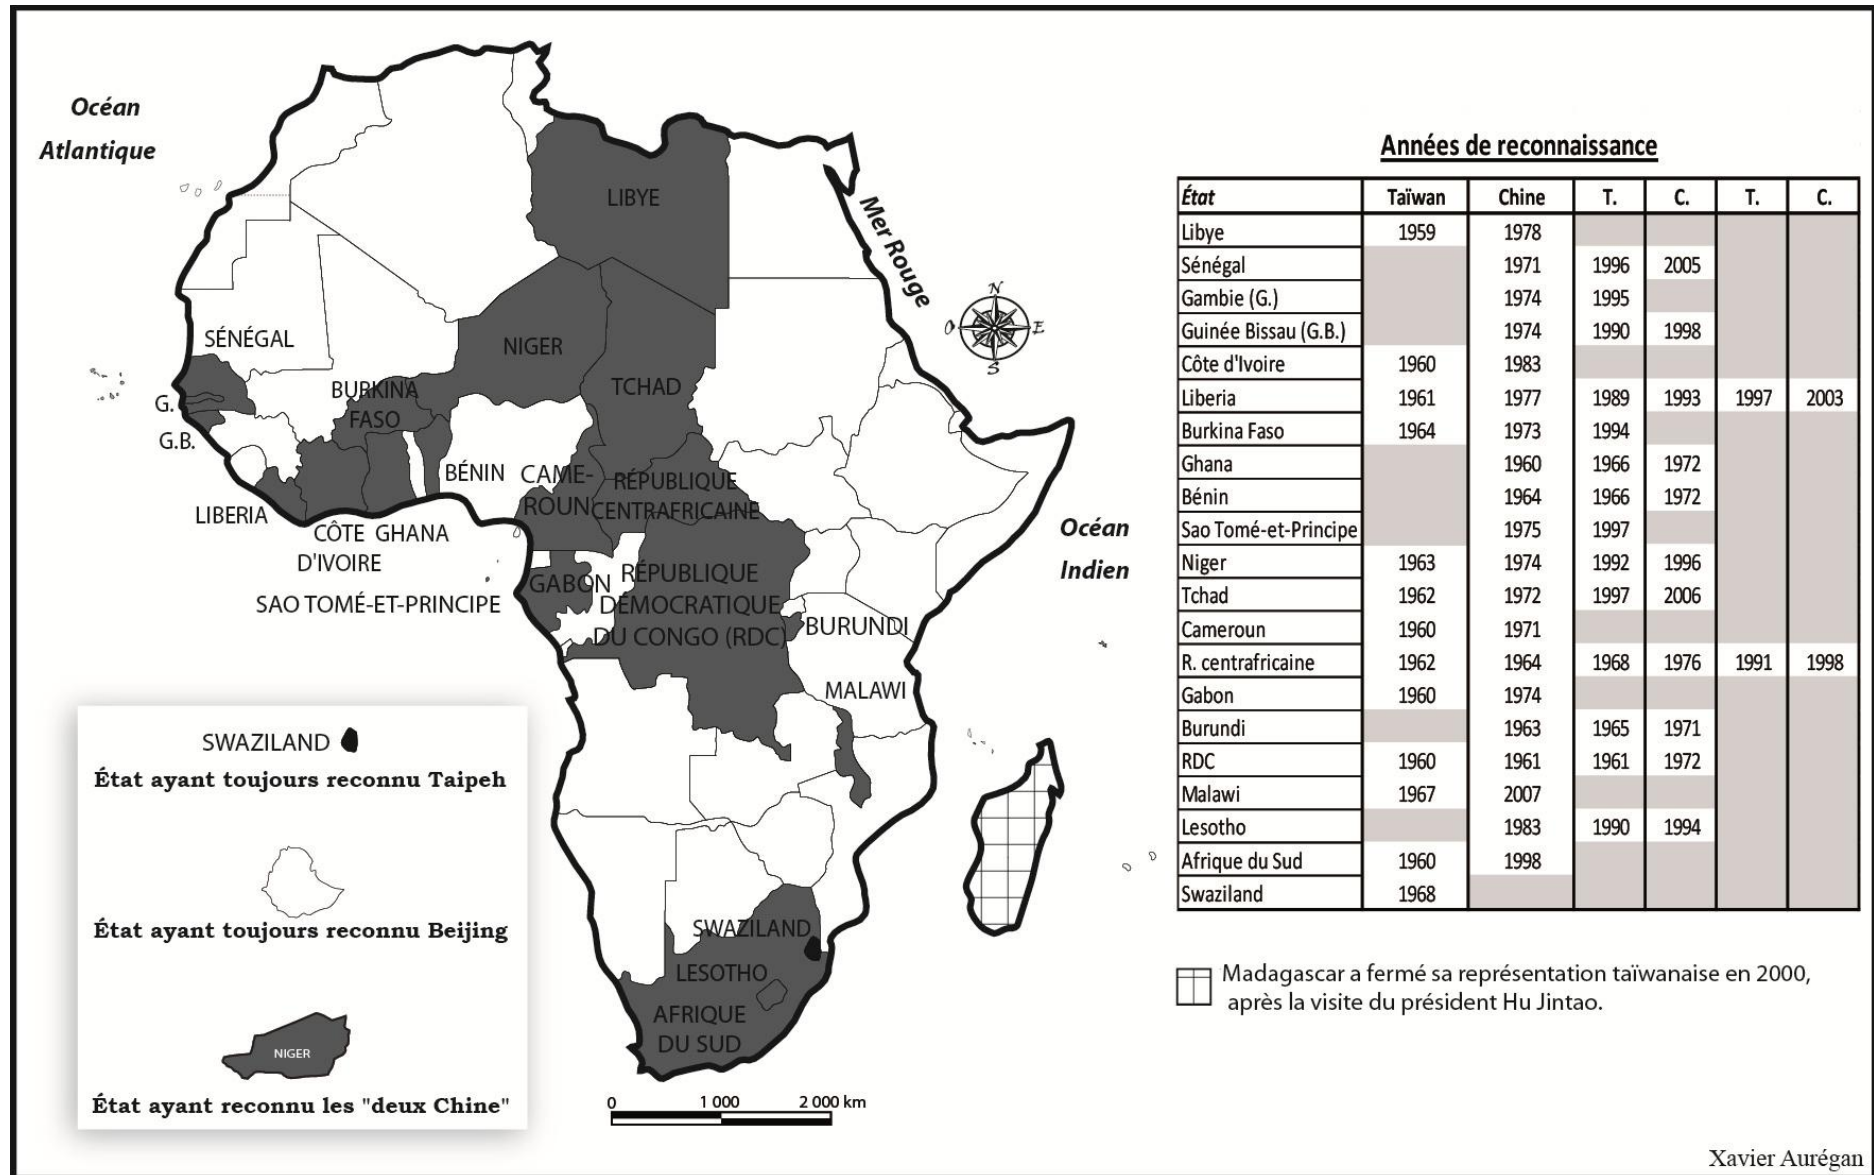 Océan
Atlantique
LIBYE
Mer Rouge
N
O
E
S
SÉNÉGAL
NIGER
TCHAD
BURKINA
FASO
G.
G.B.
BÉNIN
CAME-
ROUN
RÉPUBLIQUE
CENTRAFRICAINE
LIBERIA
CÔTE
D'IVOIRE
GHANA
Océan
Indien
GABON
RÉPUBLIQUE
DÉMOCRATIQUE
DU CONGO (RDC)
SAO TOMÉ-ET-PRINCIPE
BURUNDI
MALAWI
SWAZILAND
LESOTHO
AFRIQUE
DU SUD
SWAZILAND
État ayant toujours reconnu Taipeh
État ayant toujours reconnu Beijing
NIGER
État ayant reconnu les "deux Chine"
0 1 000 2 000 km
Années de reconnaissance
État Taïwan Chine T. C. T. C.
Libye 1959 1978
Sénégal 1971 1996 2005
Gambie (G.) 1974 1995
Guinée Bissau (G.B.) 1974 1990 1998
Côte d'Ivoire 1960 1983
Liberia 1961 1977 1989 1993 1997 2003
Burkina Faso 1964 1973 1994
Ghana 1960 1966 1972
Bénin 1964 1966 1972
Sao Tomé-et-Principe 1975 1997
Niger 1963 1974 1992 1996
Tchad 1962 1972 1997 2006
Cameroun 1960 1971
R. centrafricaine 1962 1964 1968 1976 1991 1998
Gabon 1960 1974
Burundi 1963 1965 1971
RDC 1960 1961 1961 1972
Malawi 1967 2007
Lesotho 1983 1990 1994
Afrique du Sud 1960 1998
Swaziland 1968
Madagascar a fermé sa représentation taïwanaise en 2000,
après la visite du président Hu Jintao.
Xavier Aurégan